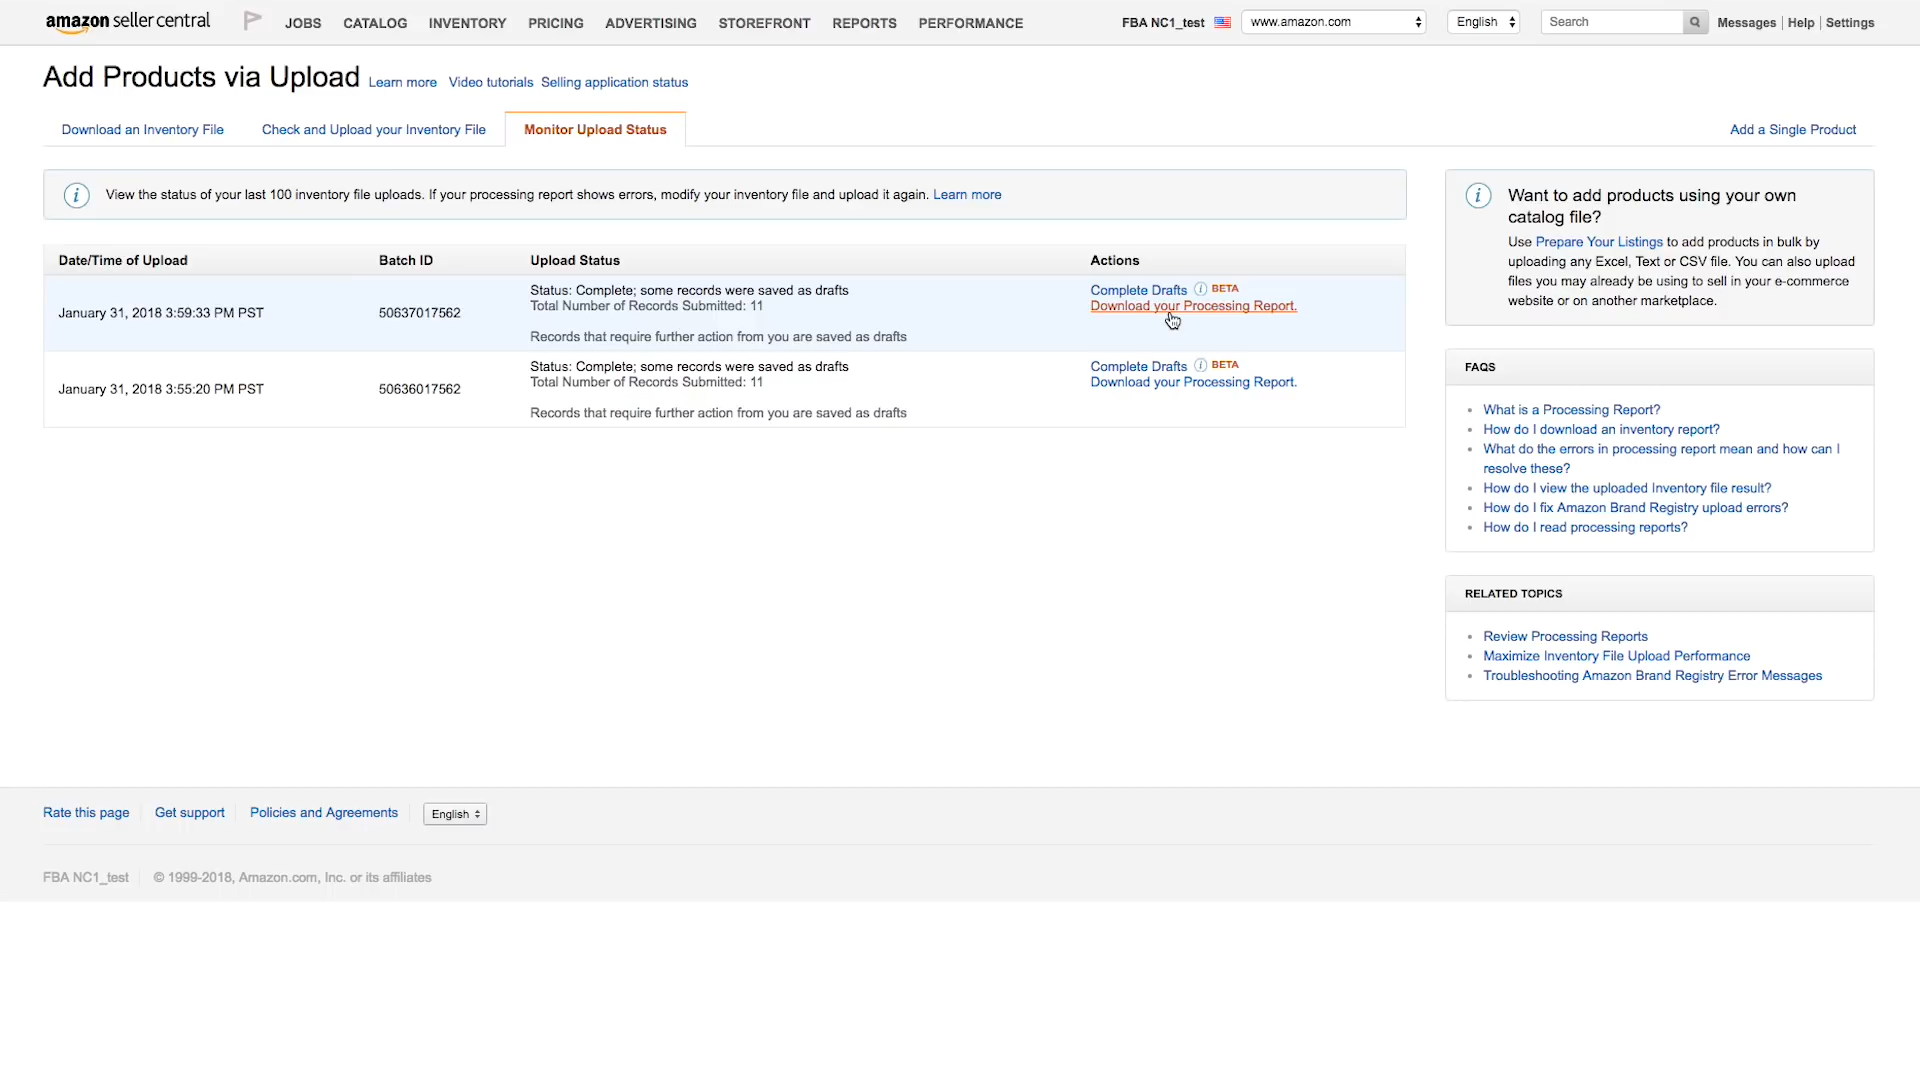 amazon seller central
JOBS CATALOG INVENTORY PRICING ADVERTISING STOREFRONT REPORTS PERFORMANCE
FBA NC1_test www.amazon.com English Search Messages | Help | Settings
Add Products via Upload Learn more Video tutorials Selling application status
Download an Inventory File Check and Upload your Inventory File Monitor Upload Status Add a Single Product
View the status of your last 100 inventory file uploads. If your processing report shows errors, modify your inventory file and upload it again. Learn more
Date/Time of Upload Batch ID Upload Status Actions
January 31, 2018 3:59:33 PM PST 50637017562
Status: Complete; some records were saved as drafts
Total Number of Records Submitted: 11
Records that require further action from you are saved as drafts
Complete Drafts i BETA
Download your Processing Report.
January 31, 2018 3:55:20 PM PST 50636017562
Status: Complete; some records were saved as drafts
Total Number of Records Submitted: 11
Records that require further action from you are saved as drafts
Complete Drafts i BETA
Download your Processing Report.
Want to add products using your own
catalog file?
Use Prepare Your Listings to add products in bulk by
uploading any Excel, Text or CSV file. You can also upload
files you may already be using to sell in your e-commerce
website or on another marketplace.
FAQS
What is a Processing Report?
How do I download an inventory report?
What do the errors in processing report mean and how can I
resolve these?
How do I view the uploaded Inventory file result?
How do I fix Amazon Brand Registry upload errors?
How do I read processing reports?
RELATED TOPICS
Review Processing Reports
Maximize Inventory File Upload Performance
Troubleshooting Amazon Brand Registry Error Messages
Rate this page Get support Policies and Agreements English
FBA NC1_test © 1999-2018, Amazon.com, Inc. or its affiliates